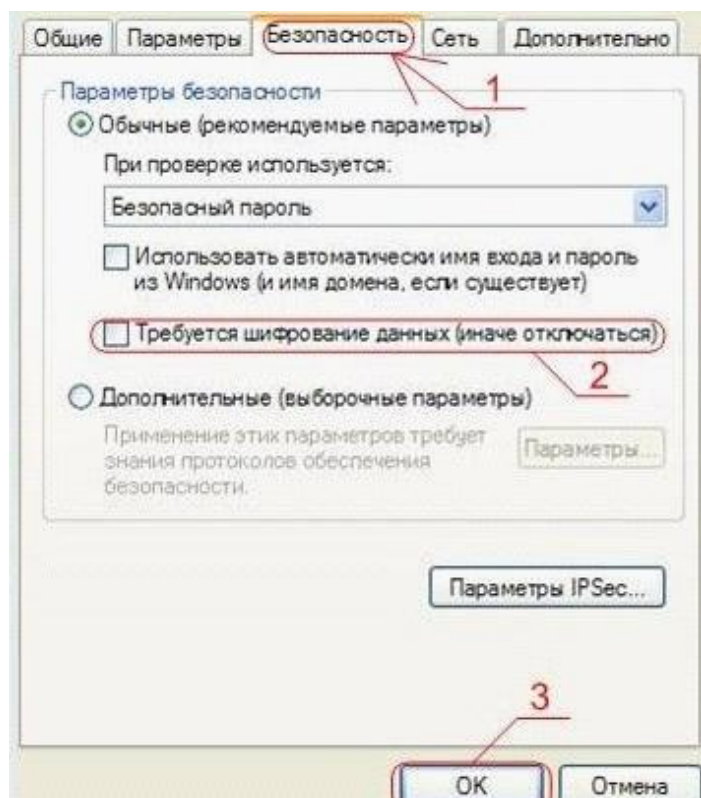 Общие Параметры Безопасность Сеть Дополнительно
1
Параметры безопасности
Обычные (рекомендуемые параметры)
При проверке используется:
Безопасный пароль
Использовать автоматически имя входа и пароль
из Windows (и имя домена, если существует)
Требуется шифрование данных (иначе отключаться)
2
Дополнительные (выборочные параметры)
Применение этих параметров требует
знания протоколов обеспечения
безопасности.
Параметры...
Параметры IPSec...
3
ОК Отмена